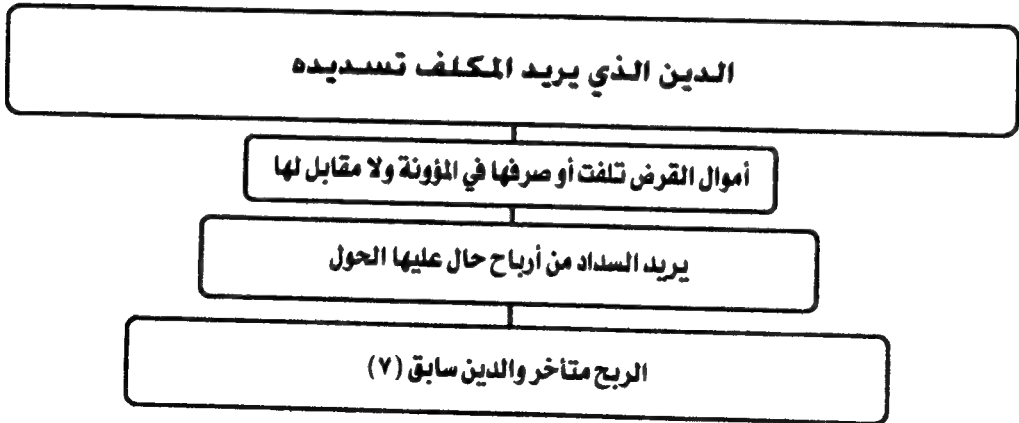 الدين الذي يريد المكلف تسديده
أموال القرض تلفت أو صرفها في المؤونة ولا مقابل لها
يريد السداد من أرباح حال عليها الحول
الربح متأخر والدين سابق (٧)